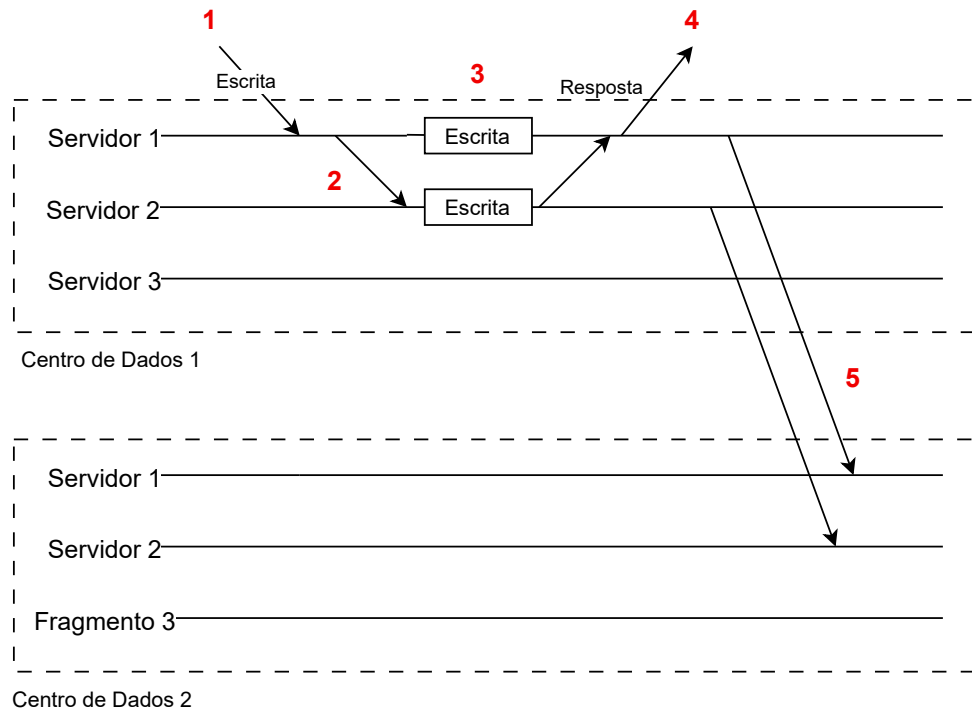 1
4
Escrita
3
Resposta
Servidor 1
Escrita
2
Servidor 2
Escrita
Servidor 3
Centro de Dados 1
5
Servidor 1
Servidor 2
Fragmento 3
Centro de Dados 2